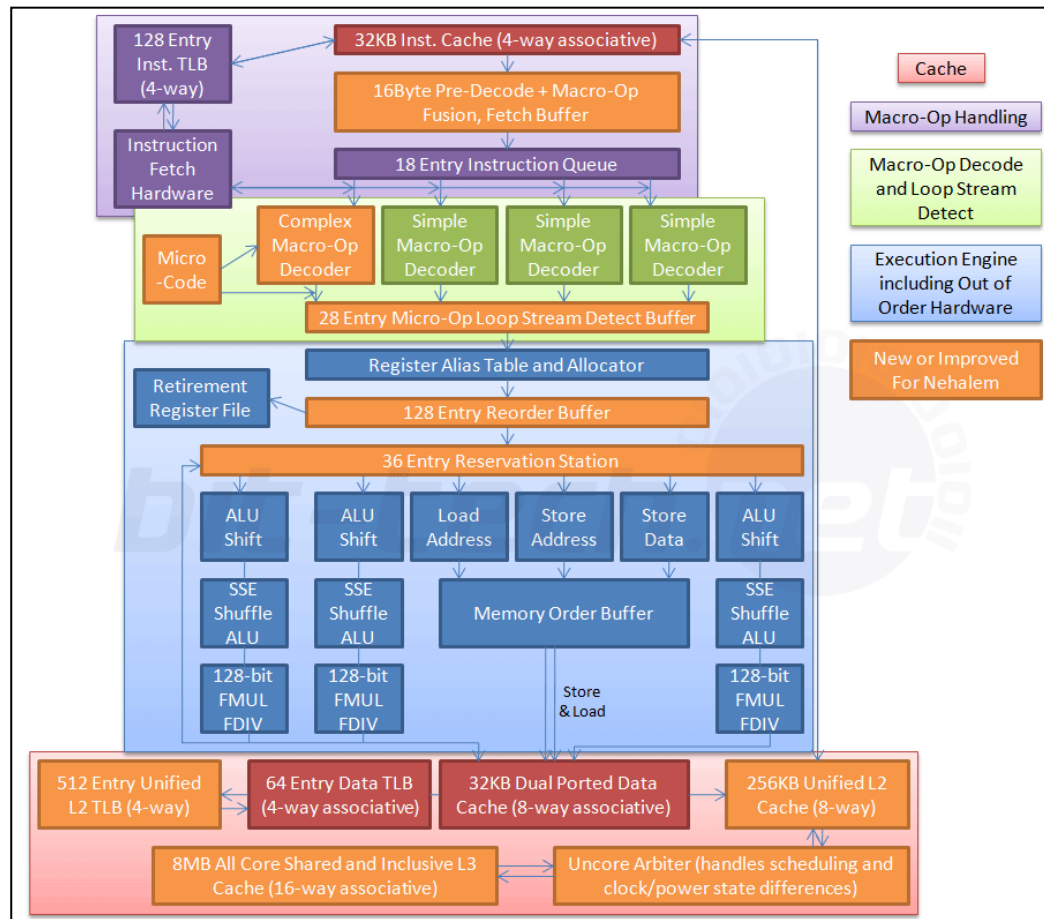 128 Entry
Inst. TLB
(4-way)
32KB Inst. Cache (4-way associative)
16Byte Pre-Decode + Macro-Op
Fusion, Fetch Buffer
Instruction
Fetch
Hardware
18 Entry Instruction Queue
Micro
-Code
Complex
Macro-Op
Decoder
Simple
Macro-Op
Decoder
Simple
Macro-Op
Decoder
Simple
Macro-Op
Decoder
28 Entry Micro-Op Loop Stream Detect Buffer
Register Alias Table and Allocator
Retirement
Register File
128 Entry Reorder Buffer
36 Entry Reservation Station
ALU
Shift
ALU
Shift
Load
Address
Store
Address
Store
Data
ALU
Shift
SSE
Shuffle
ALU
SSE
Shuffle
ALU
Memory Order Buffer
SSE
Shuffle
ALU
128-bit
FMUL
FDIV
128-bit
FMUL
FDIV
Store
& Load
128-bit
FMUL
FDIV
512 Entry Unified
L2 TLB (4-way)
64 Entry Data TLB
(4-way associative)
32KB Dual Ported Data
Cache (8-way associative)
256KB Unified L2
Cache (8-way)
8MB All Core Shared and Inclusive L3
Cache (16-way associative)
Uncore Arbiter (handles scheduling and
clock/power state differences)
Cache
Macro-Op Handling
Macro-Op Decode
and Loop Stream
Detect
Execution Engine
including Out of
Order Hardware
New or Improved
For Nehalem
bit-tech.net